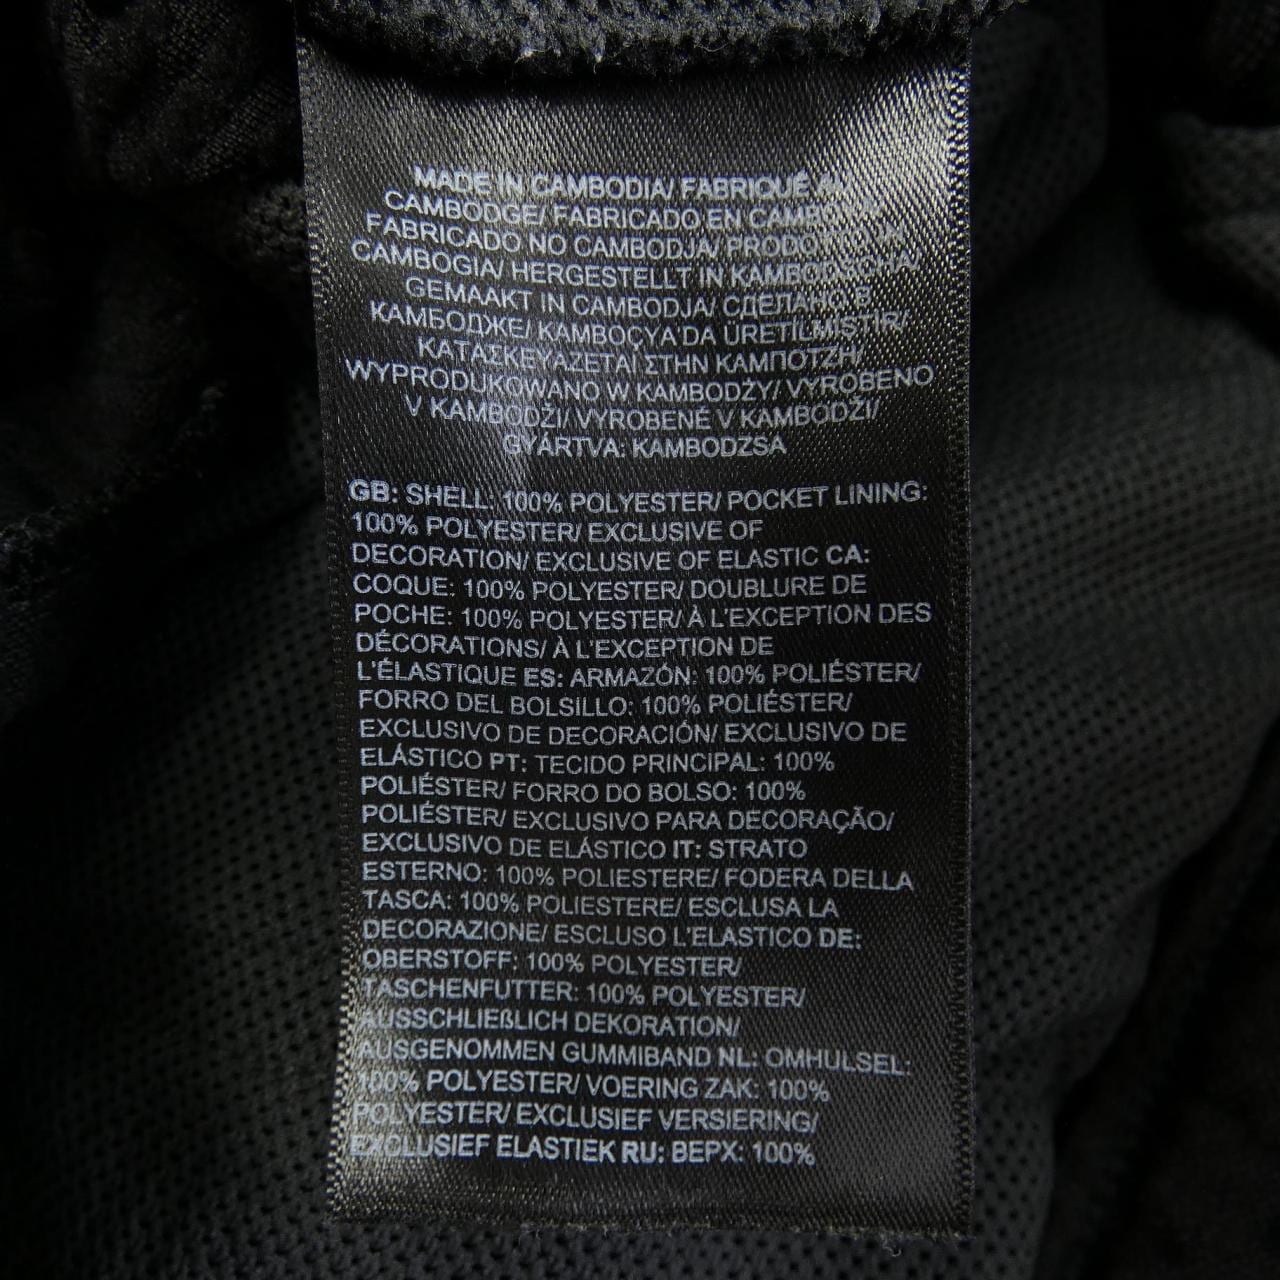 MADE IN CAMBODIA/ FABRIQUÉ AU
CAMBODGE/ FABRICADO EN
FABRICADO NO CAMBODJA/
CAMBOGIA/ HERGESTELLT IN
GEMAAKT IN CAMBODJA/ СДЕЛАНО В
КАМБОДЖЕ/ KAMBOÇYA'DA ÜRETİLMİŞTİR/
ΚΑΤΑΣΚΕΥΑΖΕΤΑΙ ΣΤΗΝ ΚΑΜΠΟΤΖΗ/
WYPRODUKOWANO W KAMBODŻY/ VYROBENO
V KAMBODŽI/ VYROBENÉ V KAMBODŽI/
GYÁRTVA: KAMBODZSA
GB: SHELL: 100% POLYESTER/ POCKET LINING:
100% POLYESTER/ EXCLUSIVE OF
DECORATION/ EXCLUSIVE OF ELASTIC CA:
COQUE: 100% POLYESTER/ DOUBLURE DE
POCHE: 100% POLYESTER/ À L'EXCEPTION DES
DÉCORATIONS/ À L'EXCEPTION DE
L'ÉLASTIQUE ES: ARMAZÓN: 100% POLIÉSTER/
FORRO DEL BOLSILLO: 100% POLIÉSTER/
EXCLUSIVO DE DECORACIÓN/ EXCLUSIVO DE
ELÁSTICO PT: TECIDO PRINCIPAL: 100%
POLIÉSTER/ FORRO DO BOLSO: 100%
POLIÉSTER/ EXCLUSIVO PARA DECORAÇÃO/
EXCLUSIVO DE ELÁSTICO IT: STRATO
ESTERNO: 100% POLIESTERE/ FODERA DELLA
TASCA: 100% POLIESTERE/ ESCLUSA LA
DECORAZIONE/ ESCLUSO L'ELASTICO DE:
OBERSTOFF: 100% POLYESTER/
TASCHENFUTTER: 100% POLYESTER/
AUSSCHLIEßLICH DEKORATION/
AUSGENOMMEN GUMMIBAND NL: OMHULSEL:
100% POLYESTER/ VOERING ZAK: 100%
POLYESTER/ EXCLUSIEF VERSIERING/
EXCLUSIEF ELASTIEK RU: ВЕРХ: 100%